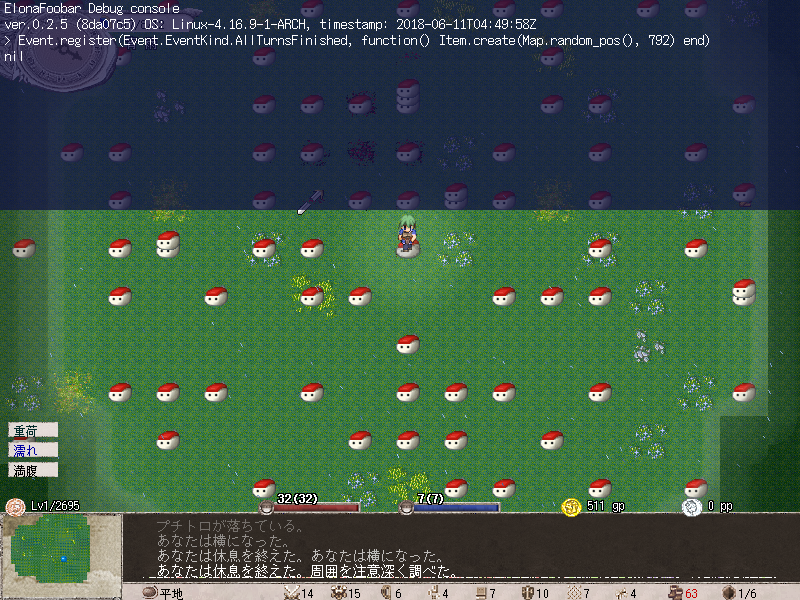 ElonaFoobar Debug console
ver.0.2.5 (8da07c5) OS: Linux-4.16.9-1-ARCH, timestamp: 2018-06-11T04:49:58Z
> Event.register(Event.EventKind.AllTurnsFinished, function() Item.create(Map.random_pos(), 792) end)
nil
重荷
濡れ
満腹
Lv1/2695
32(32)
7(7)
511 gp
0 pp
プチトロが落ちている。
あなたは横になった。
あなたは休息を終えた。あなたは横になった。
あなたは休息を終えた。周囲を注意深く調べた。
平地
14
15
6
4
7
10
7
4
63
1/6